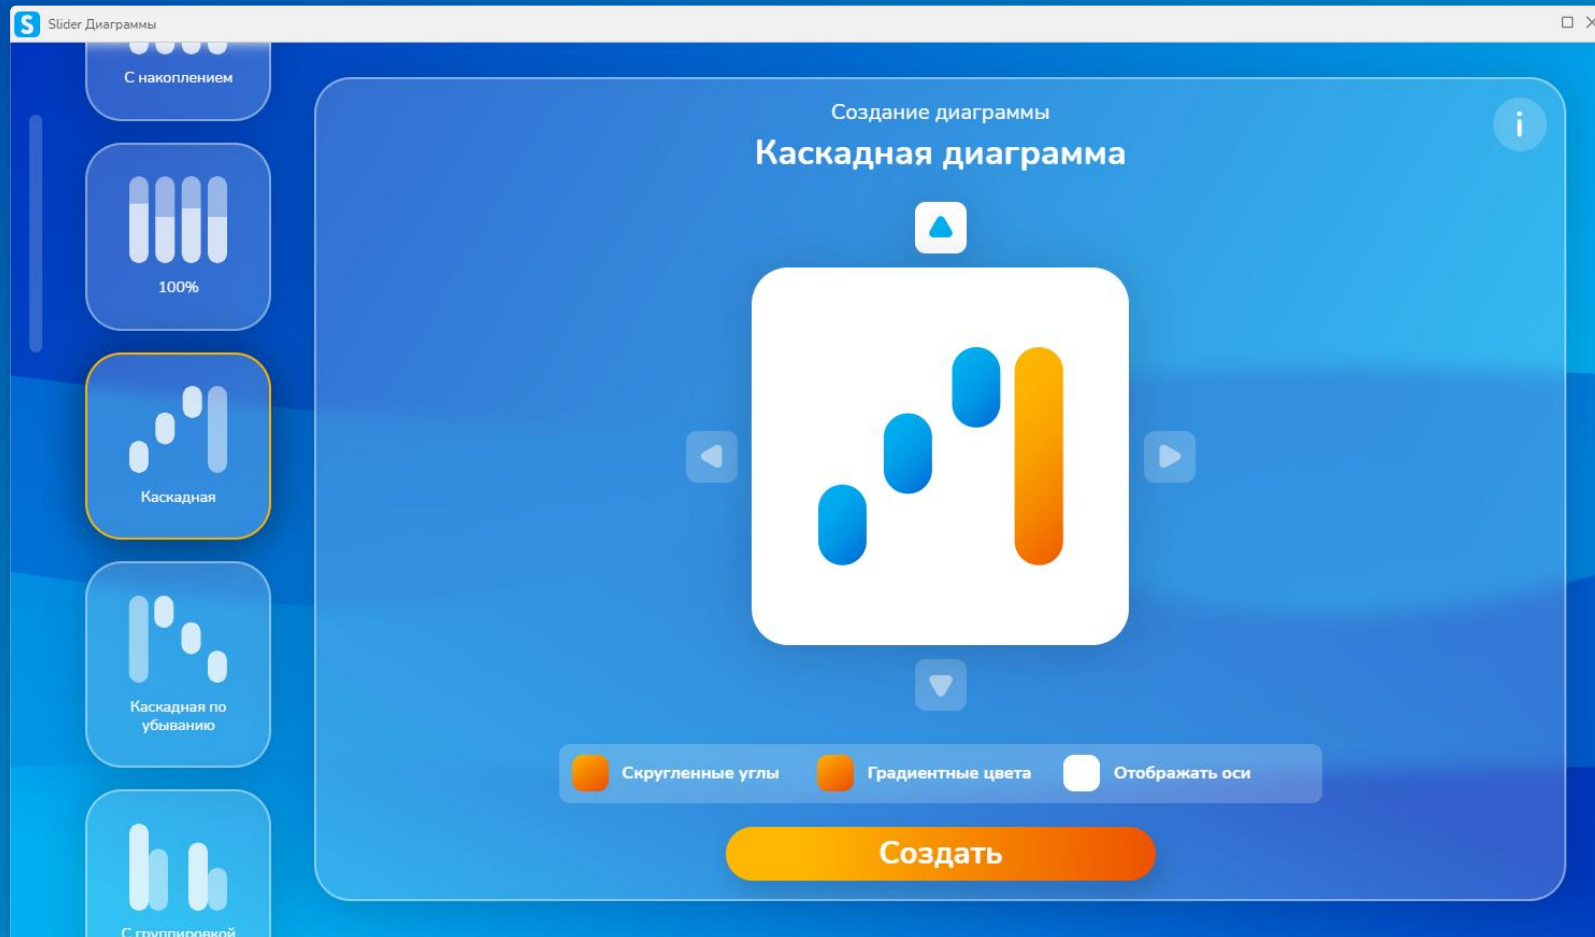 Slider Диаграммы
С накоплением
100%
Каскадная
Каскадная по
убыванию
С группировкой
Создание диаграммы
Каскадная диаграмма
i
Скругленные углы
Градиентные цвета
Отображать оси
Создать